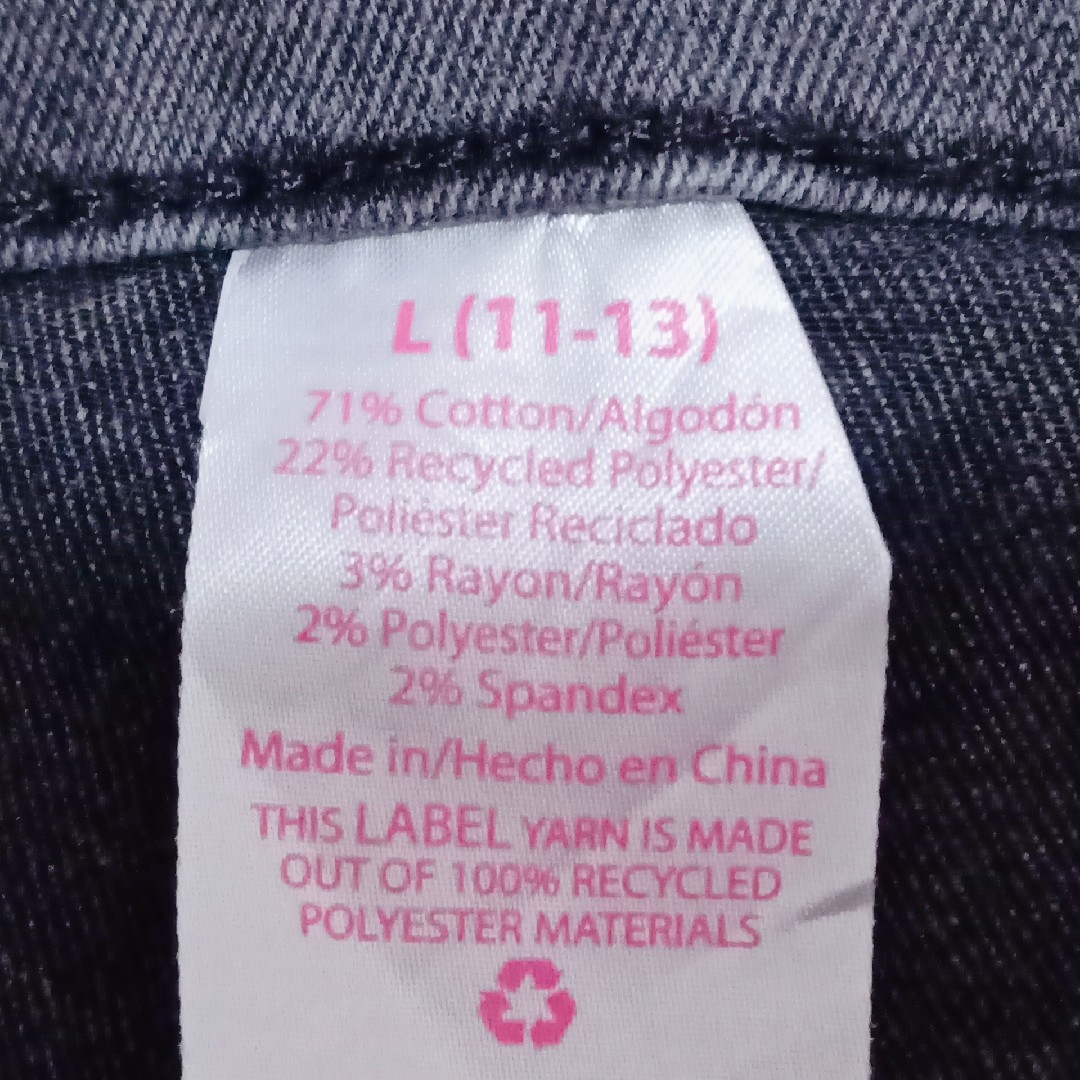 L (11-13)
71% Cotton/Algodón
22% Recycled Polyester/
Poliéster Reciclado
3% Rayon/Rayón
2% Polyester/Poliéster
2% Spandex
Made in/Hecho en China
THIS LABEL YARN IS MADE
OUT OF 100% RECYCLED
POLYESTER MATERIALS